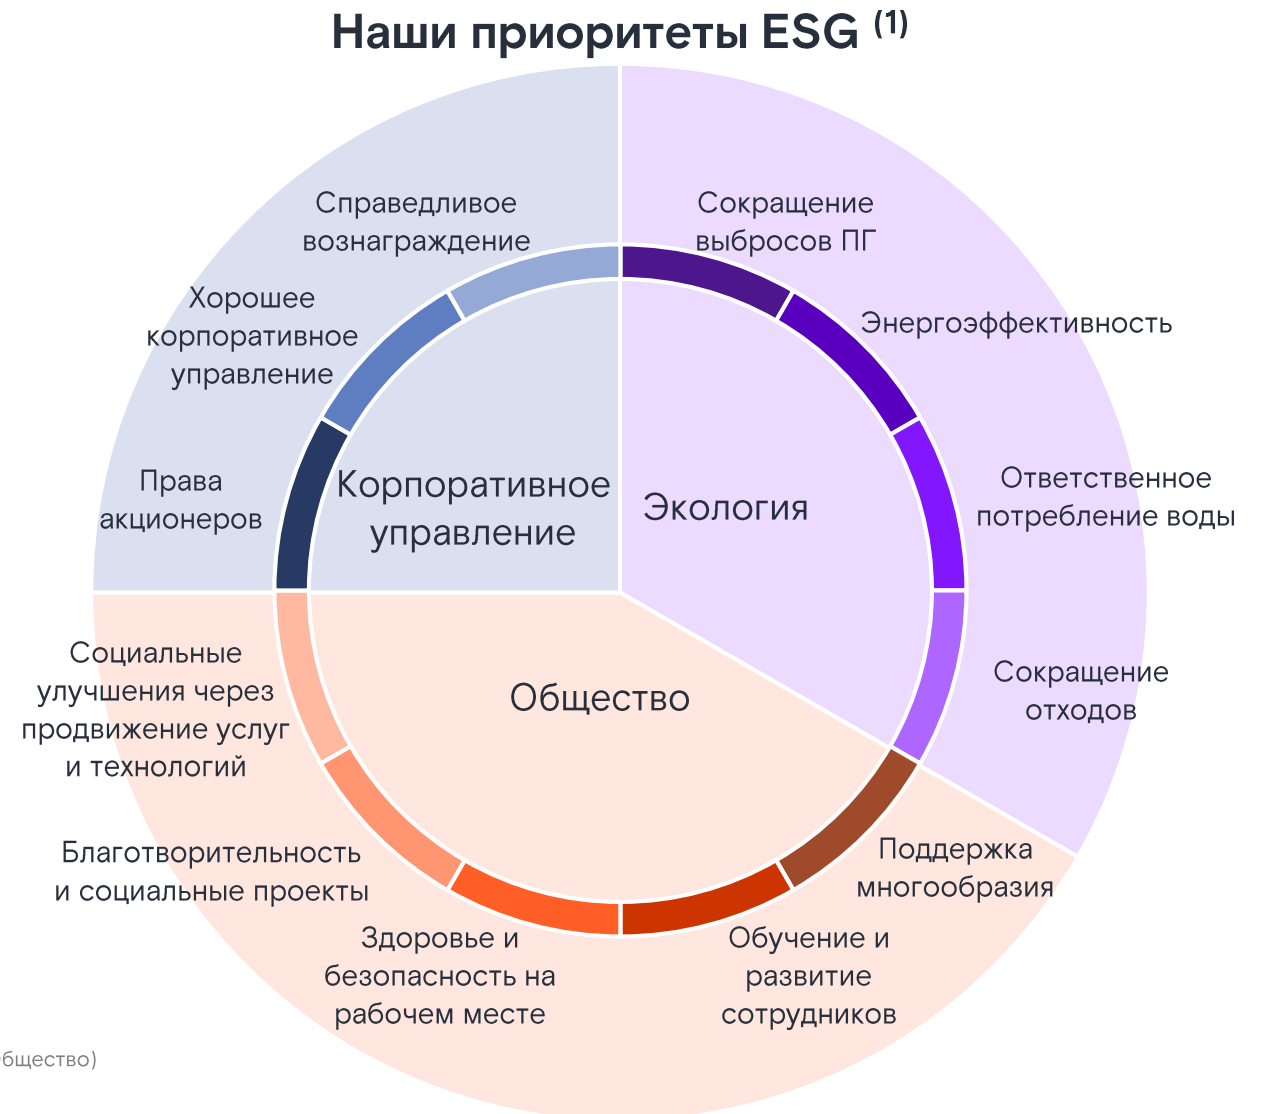 Наши приоритеты ESG (1)
Справедливое
вознаграждение
Сокращение
выбросов ПГ
Хорошее
корпоративное
управление
Энергоэффективность
Права
акционеров
Корпоративное
управление
Экология
Ответственное
потребление воды
Социальные
улучшения через
продвижение услуг
и технологий
Общество
Сокращение
отходов
Благотворительность
и социальные проекты
Поддержка
многообразия
Здоровье и
безопасность на
рабочем месте
Обучение и
развитие
сотрудников
бщество)